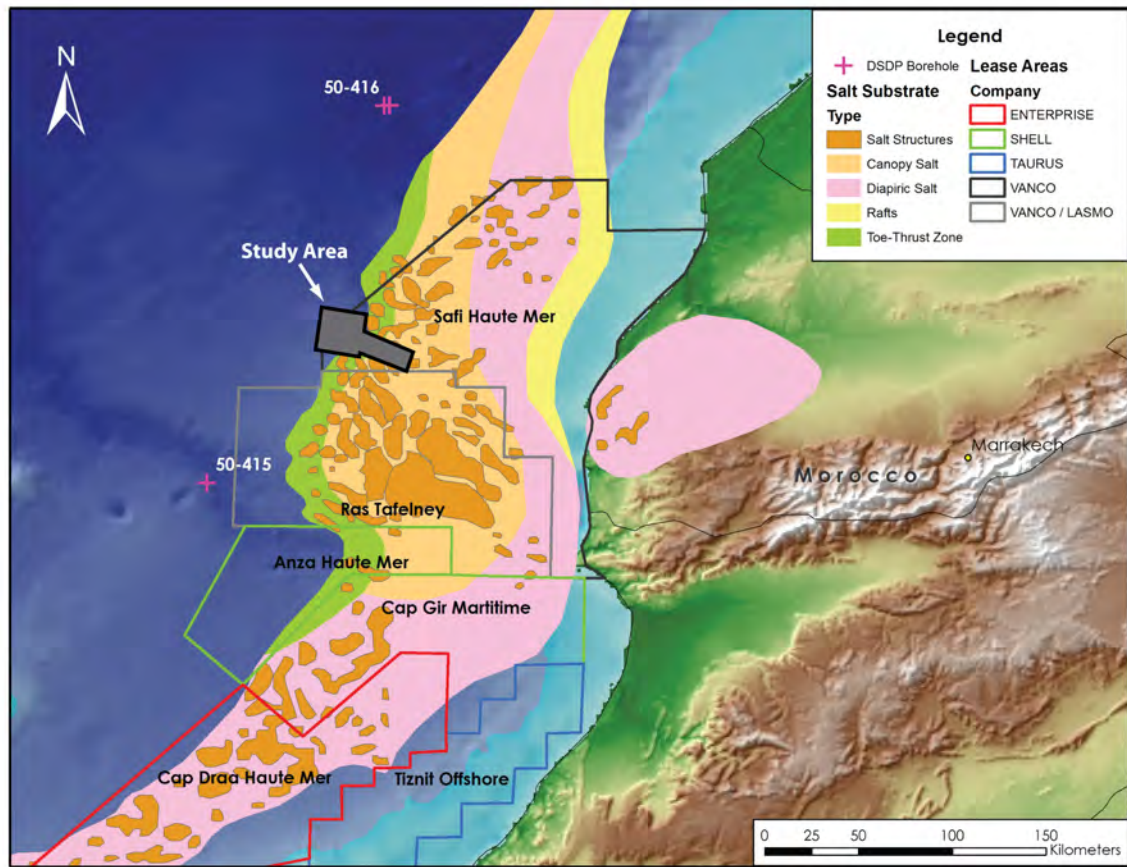 N
50-416
Study Area
Safi Haute Mer
50-415
Ras Tafelney
Anza Haute Mer
Cap Gir Martitime
Cap Draa Haute Mer
Tiznit Offshore
Marrakech
Morocco
Legend
DSDP Borehole
Salt Substrate
Type
Salt Structures
Canopy Salt
Diapiric Salt
Rafts
Toe-Thrust Zone
Lease Areas
Company
ENTERPRISE
SHELL
TAURUS
VANCO
VANCO / LASMO
0 25 50 100 150
Kilometers